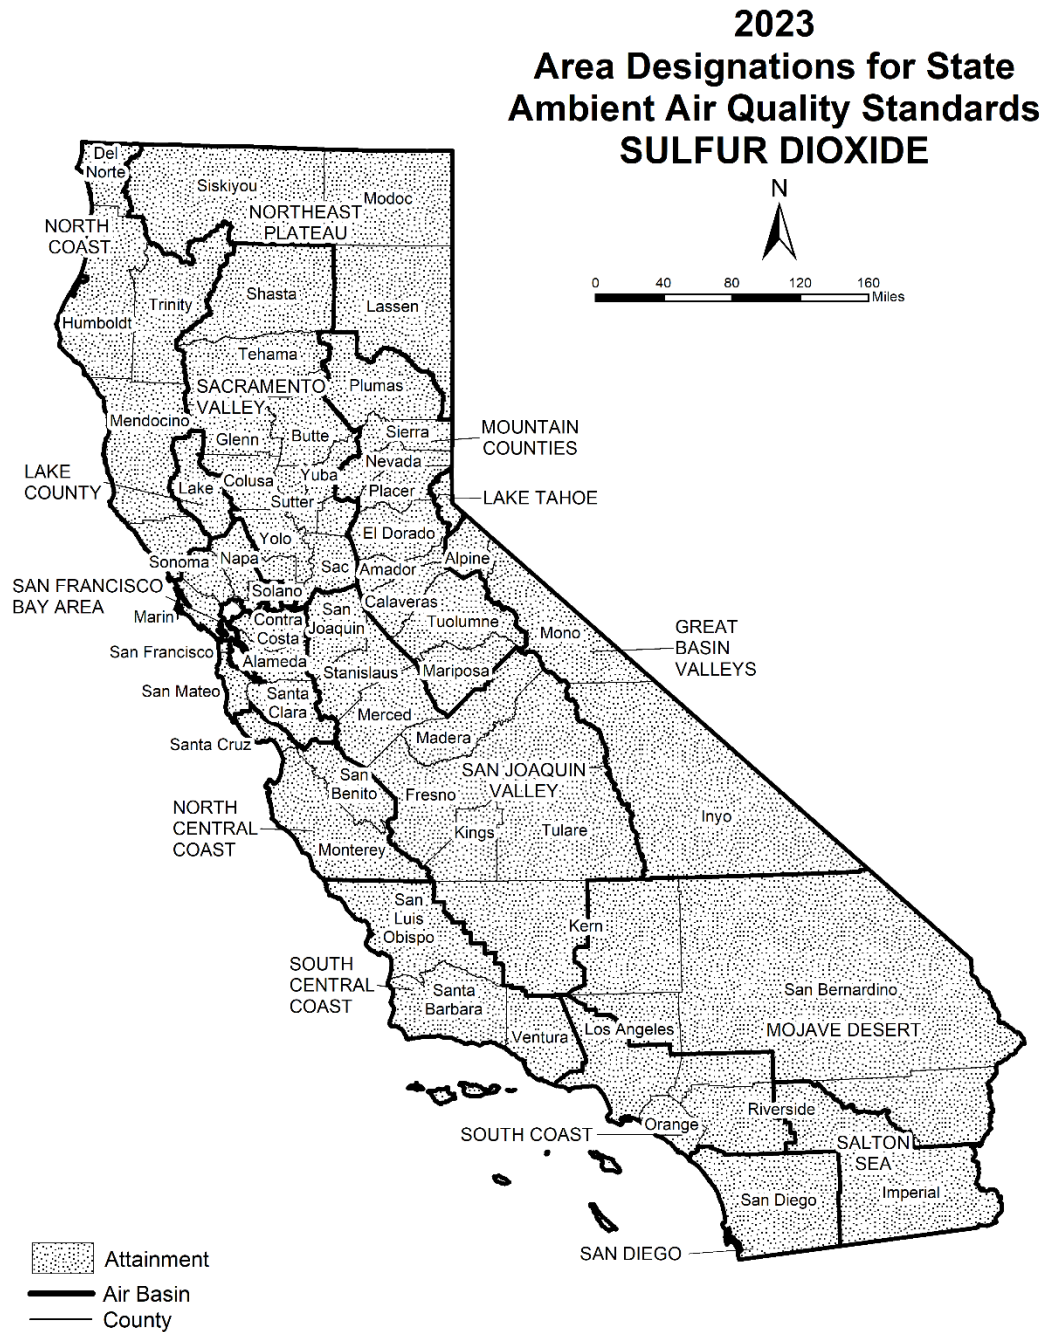 2023
Area Designations for State
Ambient Air Quality Standards
SULFUR DIOXIDE
N
0 40 80 120 160
Miles
Del
Norte
Siskiyou
Modoc
NORTHEAST
PLATEAU
NORTH
COAST
Shasta
Trinity
Lassen
Humboldt
Tehama
Plumas
SACRAMENTO
VALLEY
Mendocino
Glenn
Butte
Sierra
MOUNTAIN
COUNTIES
Nevada
LAKE
COUNTY
Lake
Colusa
Yuba
Placer
LAKE TAHOE
Sutter
El Dorado
Yolo
Sonoma
Napa
Sac
Amador
Alpine
SAN FRANCISCO
BAY AREA
Solano
Marin
Contra
Costa
San
Joaquin
Calaveras
Tuolumne
Mono
GREAT
BASIN
VALLEYS
San Francisco
Alameda
Stanislaus
Mariposa
San Mateo
Santa
Clara
Merced
Madera
Santa Cruz
San
Benito
SAN JOAQUIN
VALLEY
Fresno
NORTH
CENTRAL
COAST
Monterey
Kings
Tulare
Inyo
San
Luis
Obispo
Kern
SOUTH
CENTRAL
COAST
Santa
Barbara
Ventura
Los Angeles
San Bernardino
MOJAVE DESERT
Riverside
Orange
SOUTH COAST
SALTON
SEA
San Diego
Imperial
SAN DIEGO
Attainment
Air Basin
County